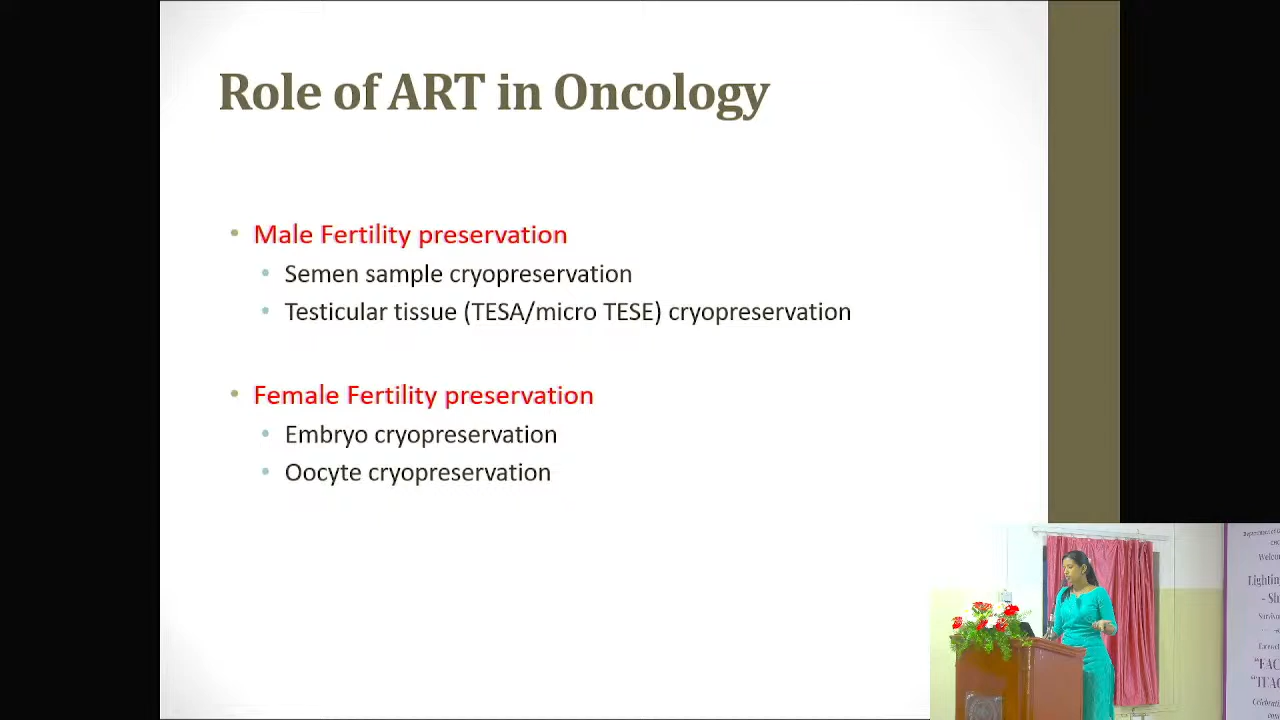 Role of ART in Oncology
• Male Fertility preservation
• Semen sample cryopreservation
• Testicular tissue (TESA/micro TESE) cryopreservation
• Female Fertility preservation
• Embryo cryopreservation
• Oocyte cryopreservation